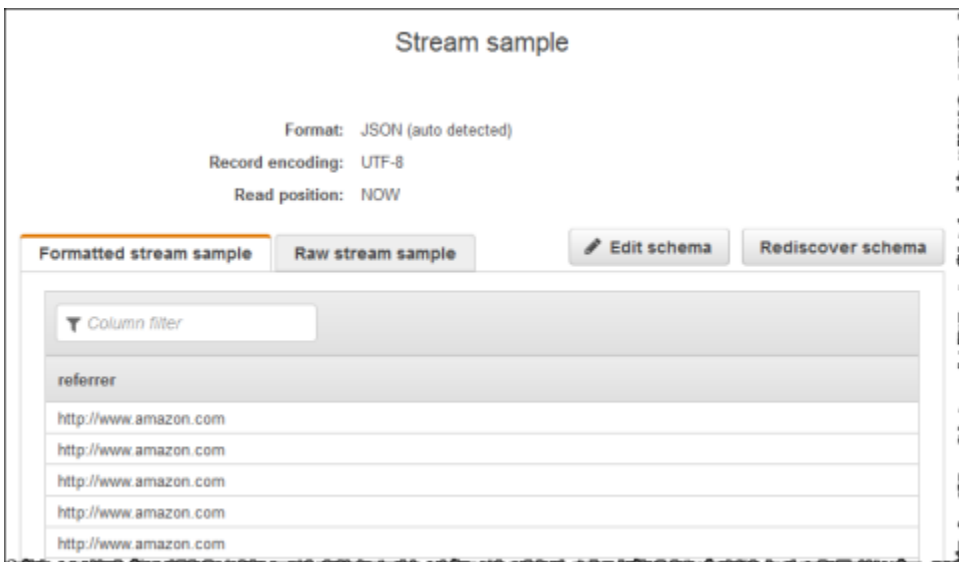 Stream sample
Format: JSON (auto detected)
Record encoding: UTF-8
Read position: NOW
Formatted stream sample Raw stream sample Edit schema Rediscover schema
Column filter
referrer
http://www.amazon.com
http://www.amazon.com
http://www.amazon.com
http://www.amazon.com
http://www.amazon.com